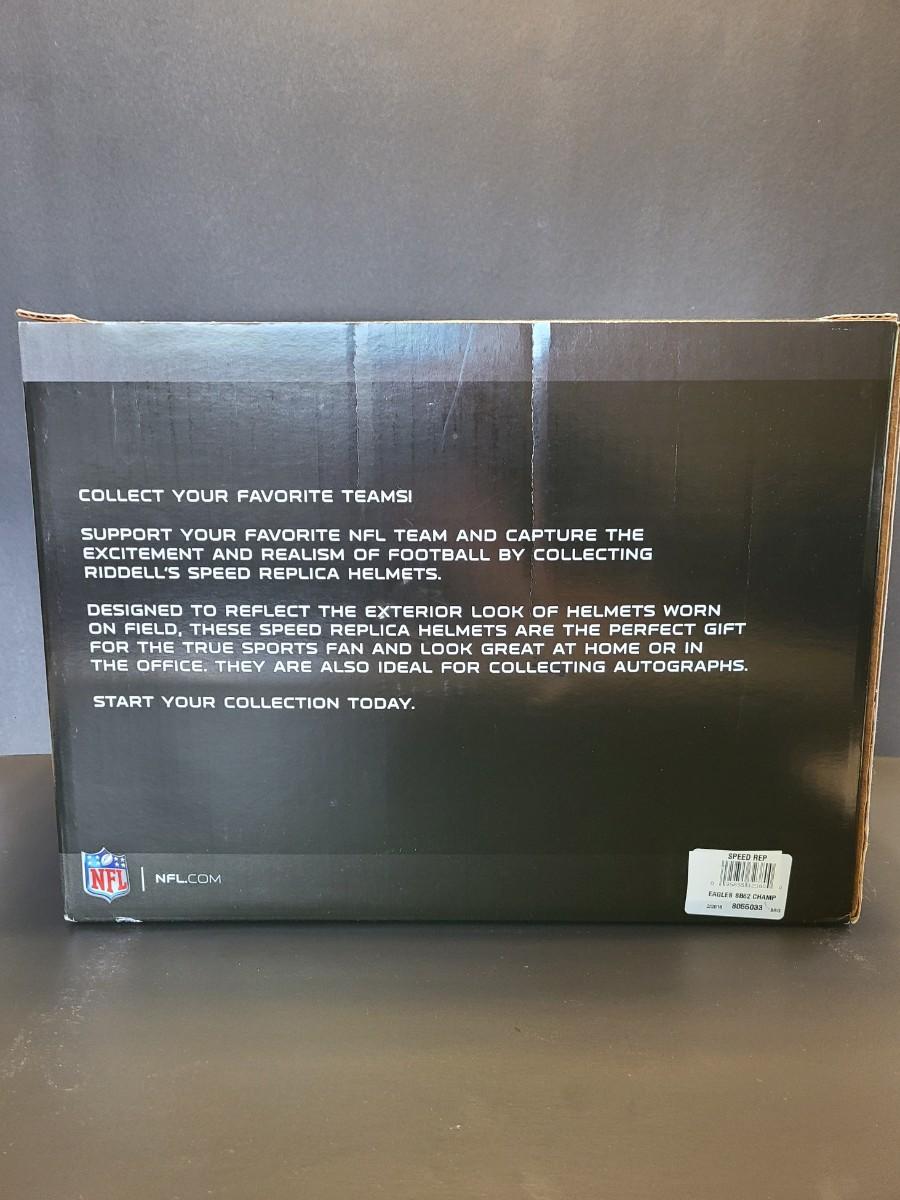 COLLECT YOUR FAVORITE TEAMS!
SUPPORT YOUR FAVORITE NFL TEAM AND CAPTURE THE
EXCITEMENT AND REALISM OF FOOTBALL BY COLLECTING
RIDDELL'S SPEED REPLICA HELMETS.
DESIGNED TO REFLECT THE EXTERIOR LOOK OF HELMETS WORN
ON FIELD, THESE SPEED REPLICA HELMETS ARE THE PERFECT GIFT
FOR THE TRUE SPORTS FAN AND LOOK GREAT AT HOME OR IN
THE OFFICE. THEY ARE ALSO IDEAL FOR COLLECTING AUTOGRAPHS.
START YOUR COLLECTION TODAY.
NFL
NFL.COM
SPEED REP
EAGLES SB52 CHAMP
8055033